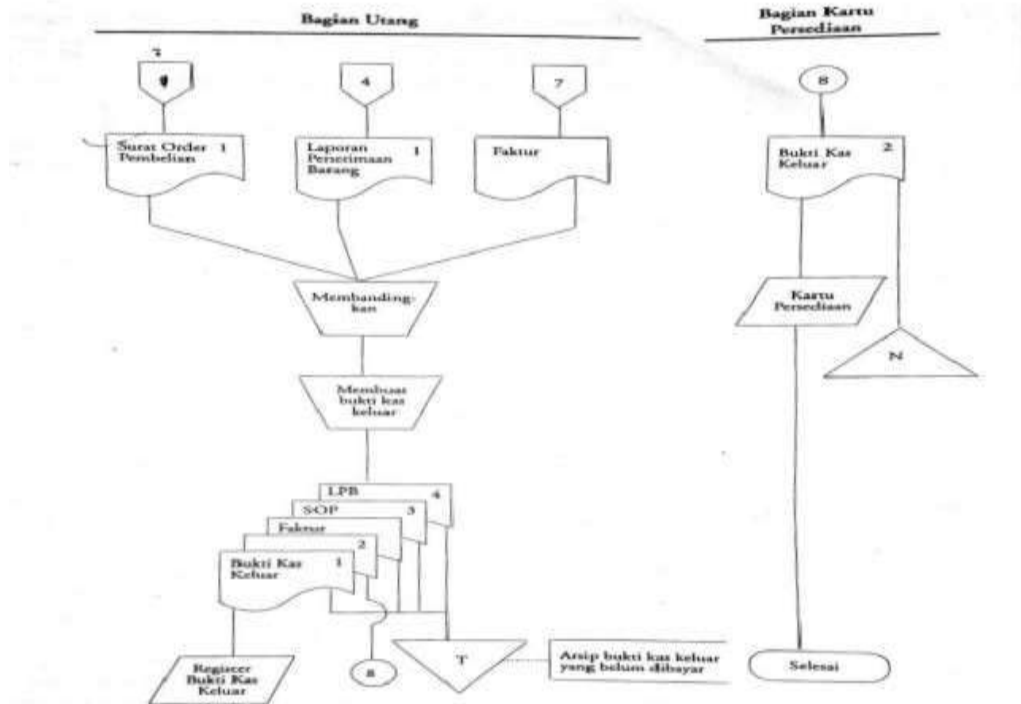 Bagian Utang
Bagian Kartu
Persediaan
4
7
8
Surat Order 1
Pembelian
Laporan 1
Penerimaan
Barang
Faktur
Bukti Kas 2
Keluar
Membanding-
kan
Kartu
Persediaan
N
Membuat
bukti kas
keluar
LPB 4
SOP 3
Faktur
2
Bukti Kas 1
Keluar
Register
Bukti Kas
Keluar
8
T
Arsip bukti kas keluar
yang belum dibayar
Selesai